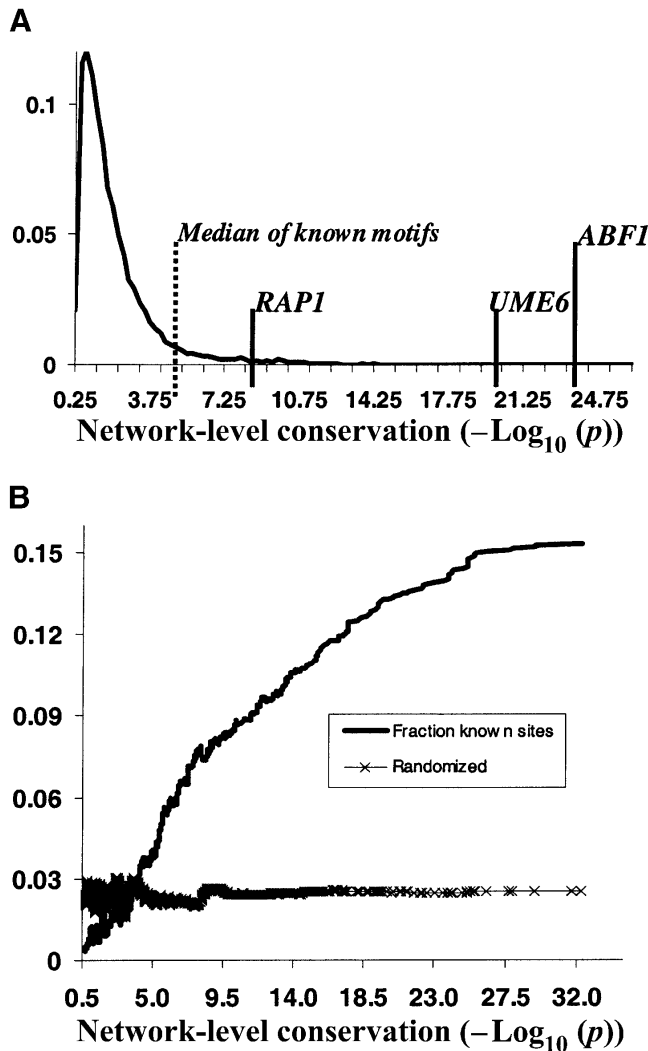 A
0.1
0.05
0
Median of known motifs
RAP1
UME6
ABF1
0.25 3.75 7.25 10.75 14.25 17.75 21.25 24.75
Network-level conservation (−Log10 (p))
B
0.15
0.12
0.09
0.06
0.03
0
Fraction known sites
Randomized
0.5 5.0 9.5 14.0 18.5 23.0 27.5 32.0
Network-level conservation (−Log10 (p))